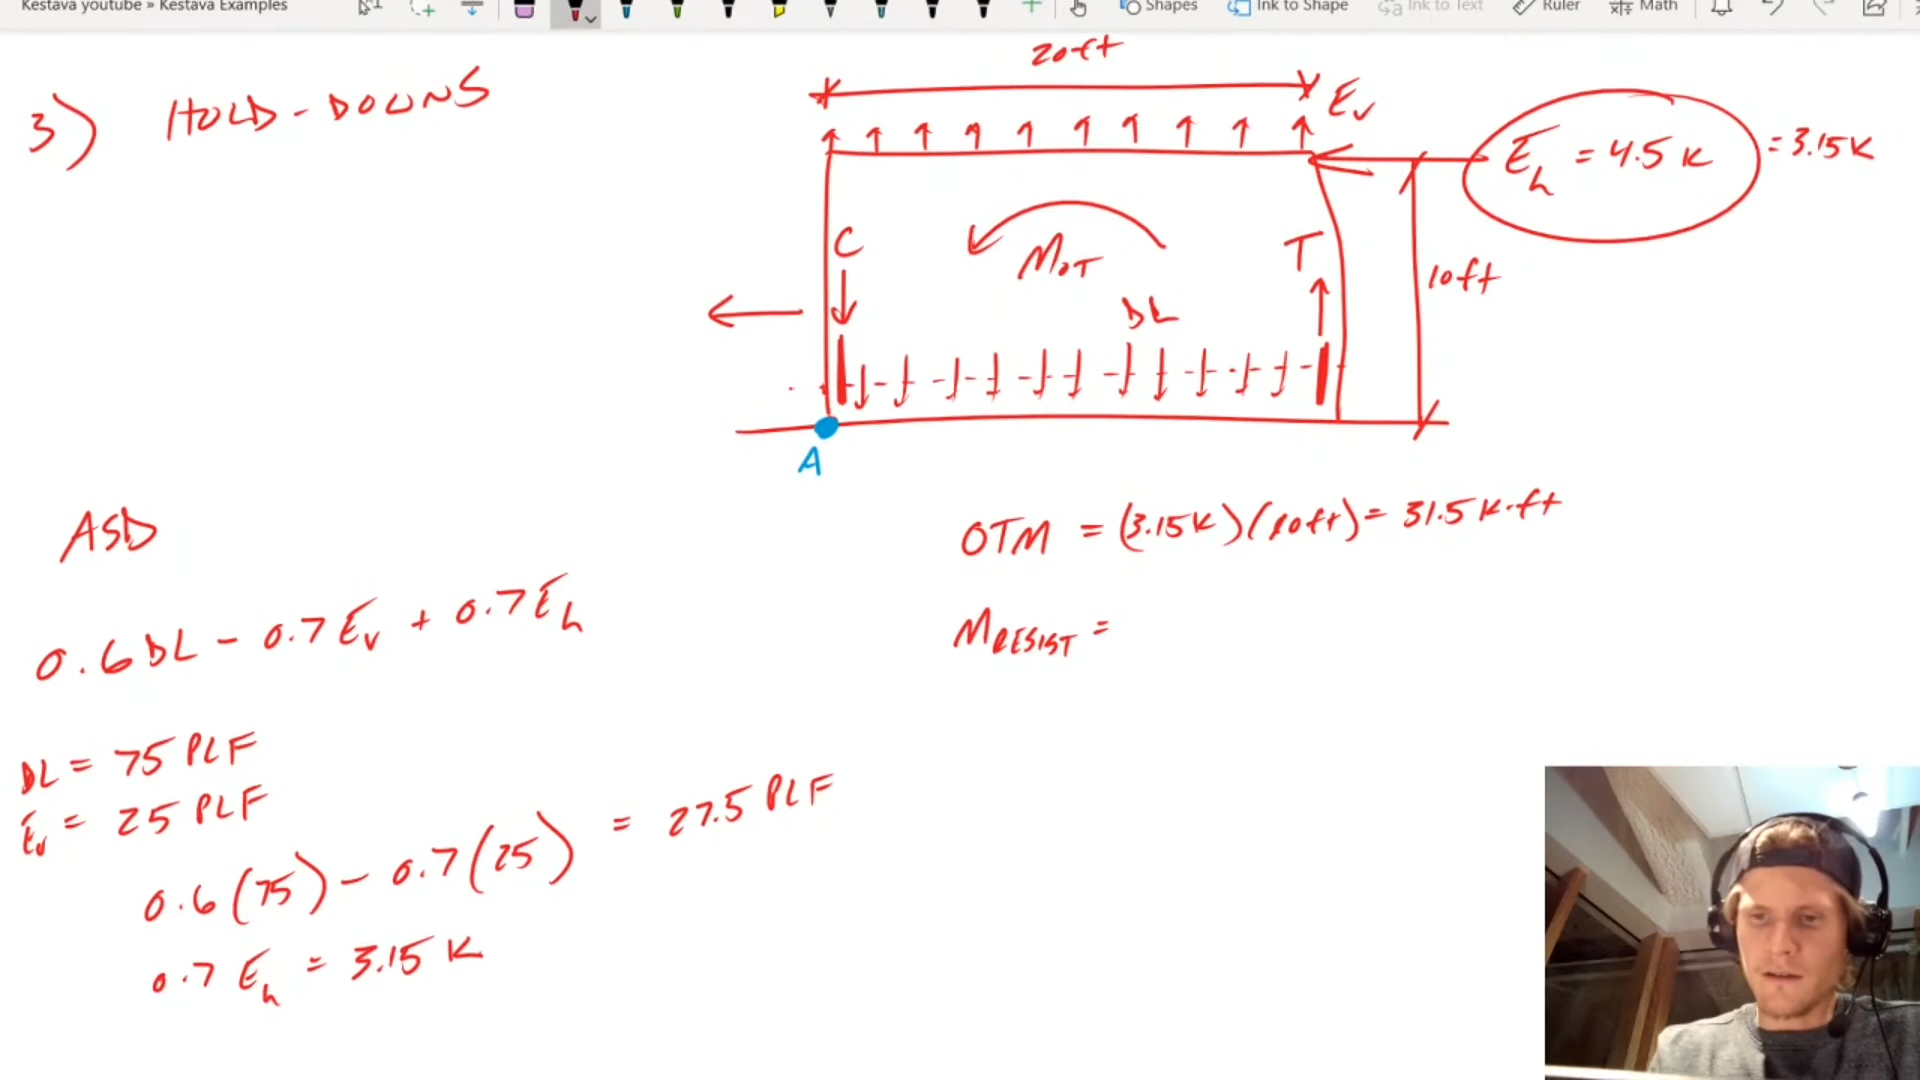 Kestava youtube » Kestava Examples
Shapes
Ink to Shape
Ink to Text
Ruler
Math
3) HOLD-DOWNS
20ft
Ev
Eh = 4.5 K
= 3.15K
C
MOT
T
10ft
DL
A
ASD
OTM = (3.15K)(10ft) = 31.5 K·ft
0.6DL - 0.7Ev + 0.7Eh
MRESIST =
DL = 75 PLF
Ev = 25 PLF
0.6(75) - 0.7(25) = 27.5 PLF
0.7 Eh = 3.15 K